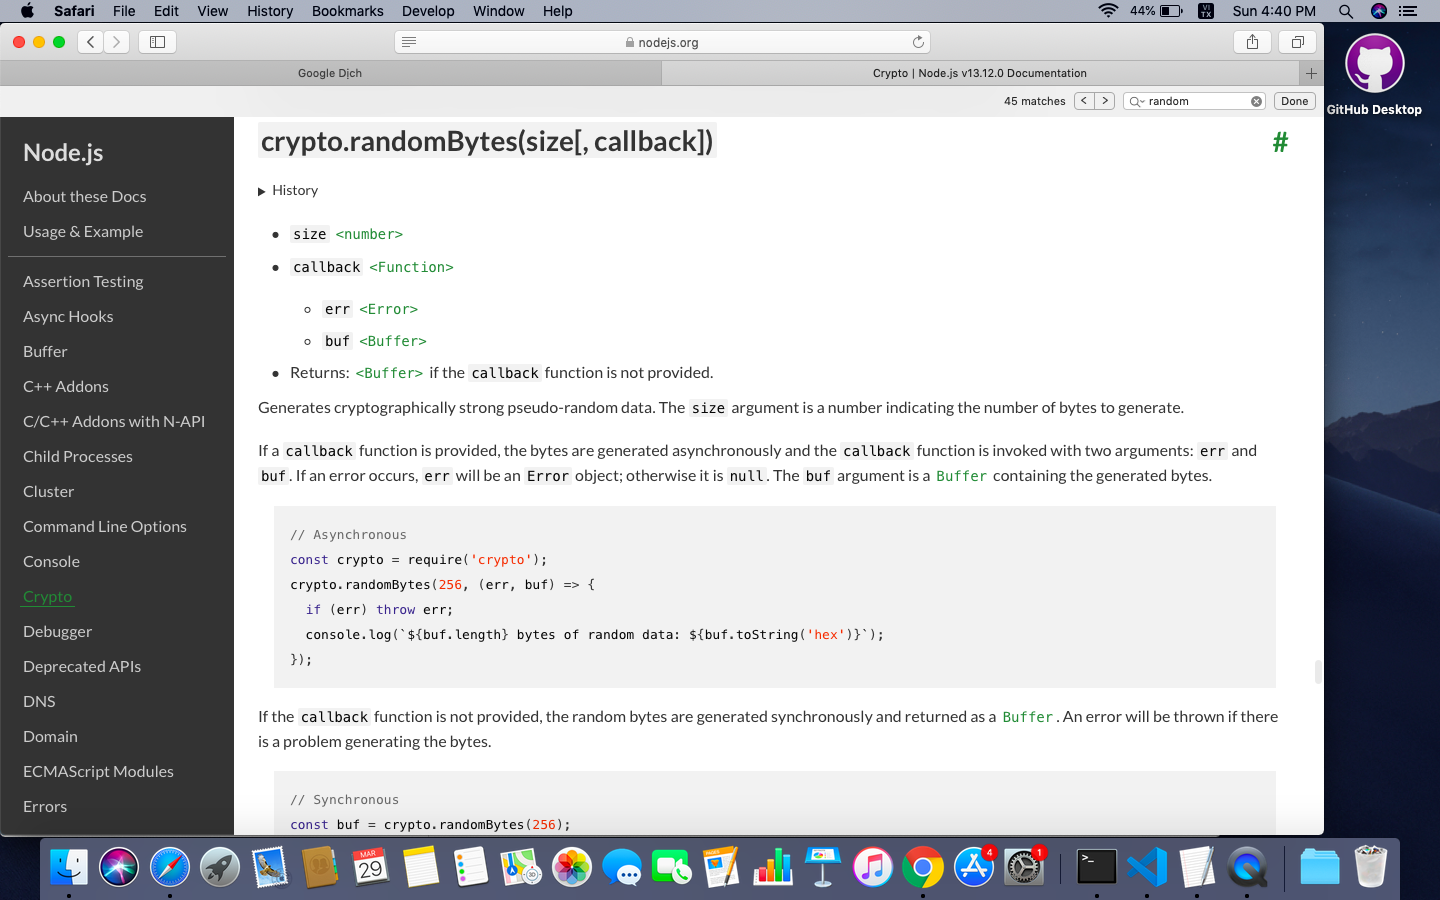 Safari File Edit View History Bookmarks Develop Window Help 44% VI TX Sun 4:40 PM
nodejs.org
Google Dịch Crypto | Node.js v13.12.0 Documentation
45 matches random Done
GitHub Desktop
Node.js
About these Docs
Usage & Example
Assertion Testing
Async Hooks
Buffer
C++ Addons
C/C++ Addons with N-API
Child Processes
Cluster
Command Line Options
Console
Crypto
Debugger
Deprecated APIs
DNS
Domain
ECMAScript Modules
Errors
crypto.randomBytes(size[, callback]) #
History
size <number>
callback <Function>
err <Error>
buf <Buffer>
Returns: <Buffer> if the callback function is not provided.
Generates cryptographically strong pseudo-random data. The size argument is a number indicating the number of bytes to generate.
If a callback function is provided, the bytes are generated asynchronously and the callback function is invoked with two arguments: err and
buf. If an error occurs, err will be an Error object; otherwise it is null. The buf argument is a Buffer containing the generated bytes.
// Asynchronous
const crypto = require('crypto');
crypto.randomBytes(256, (err, buf) => {
if (err) throw err;
console.log(`${buf.length} bytes of random data: ${buf.toString('hex')}`);
});
If the callback function is not provided, the random bytes are generated synchronously and returned as a Buffer. An error will be thrown if there
is a problem generating the bytes.
// Synchronous
const buf = crypto.randomBytes(256);
MAR
29
4
1
>_